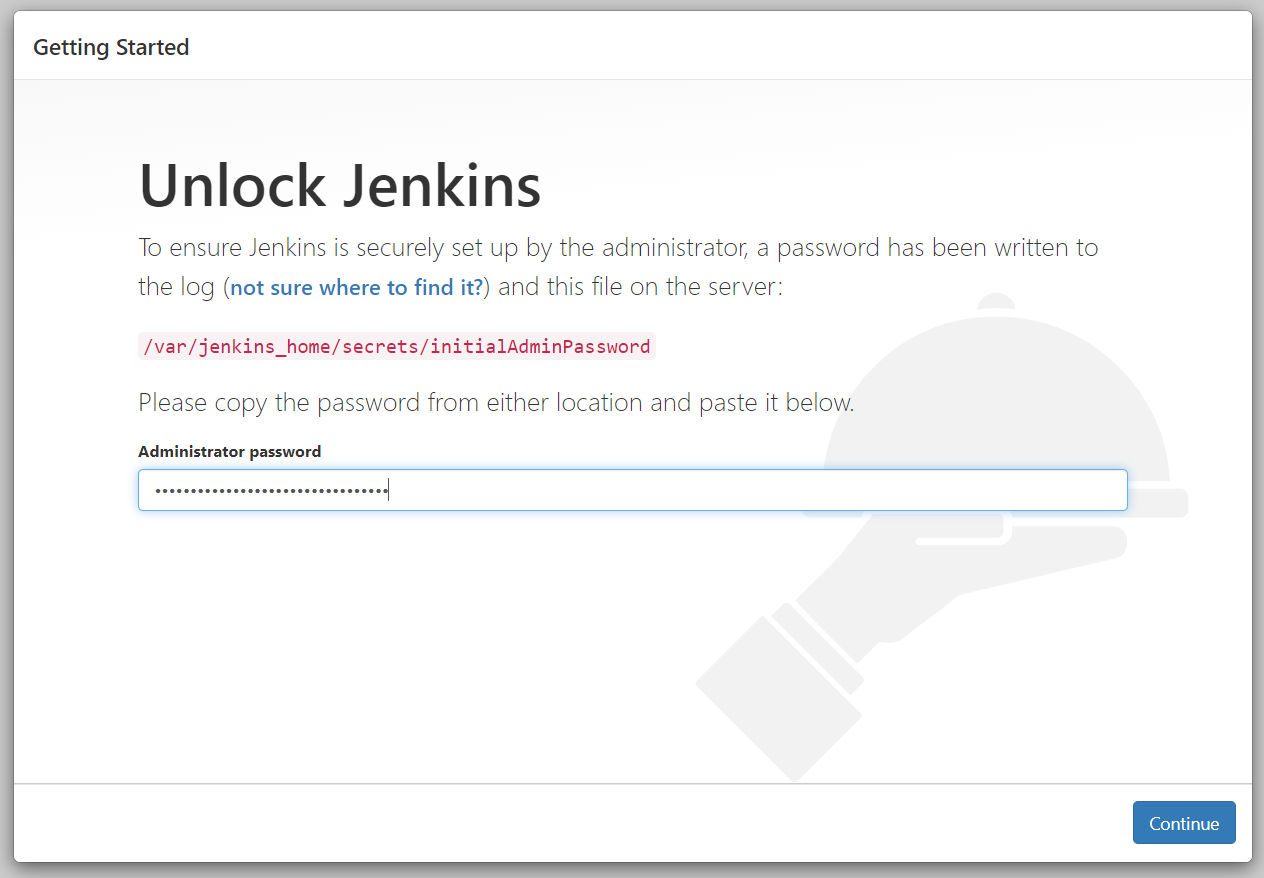 Getting Started
Unlock Jenkins
To ensure Jenkins is securely set up by the administrator, a password has been written to
the log (not sure where to find it?) and this file on the server:
/var/jenkins_home/secrets/initialAdminPassword
Please copy the password from either location and paste it below.
Administrator password
••••••••••••••••••••••••••••••••
Continue